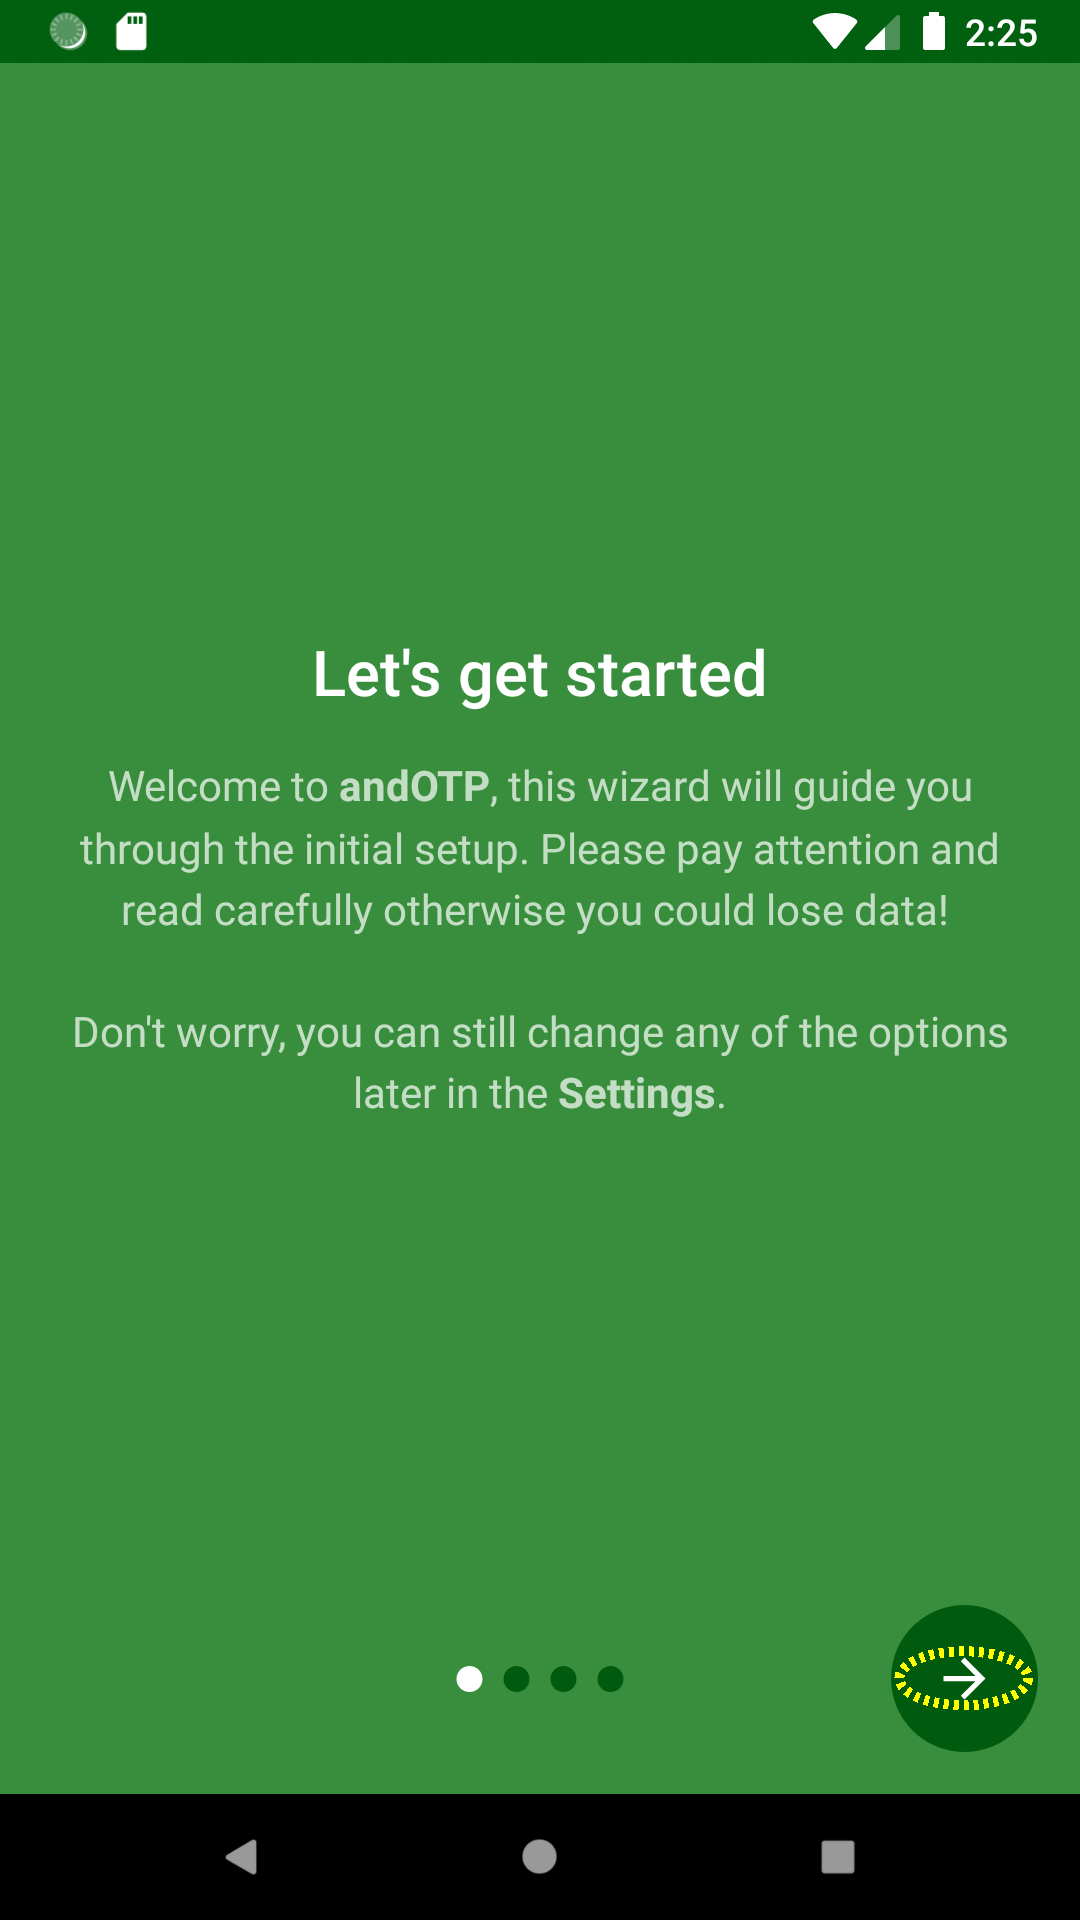 2:25
Let's get started
Welcome to andOTP, this wizard will guide you
through the initial setup. Please pay attention and
read carefully otherwise you could lose data!
Don't worry, you can still change any of the options
later in the Settings.